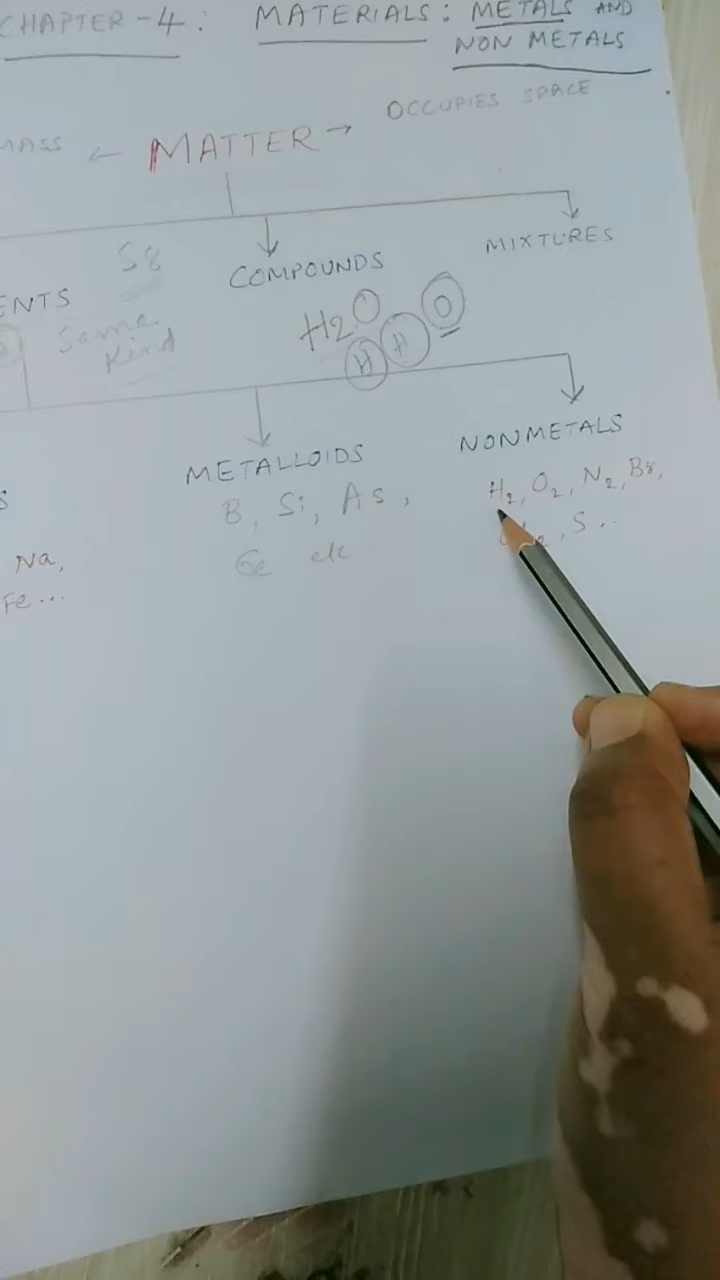 CHAPTER-4: MATERIALS: METALS AND
NON METALS
MASS ← MATTER → OCCUPIES SPACE
ENTS S8 COMPOUNDS MIXTURES
Same Kind
H2O H H O
S METALLOIDS NONMETALS
Na, B, Si, As, H2, O2, N2, Br,
Fe... Ge etc , S..